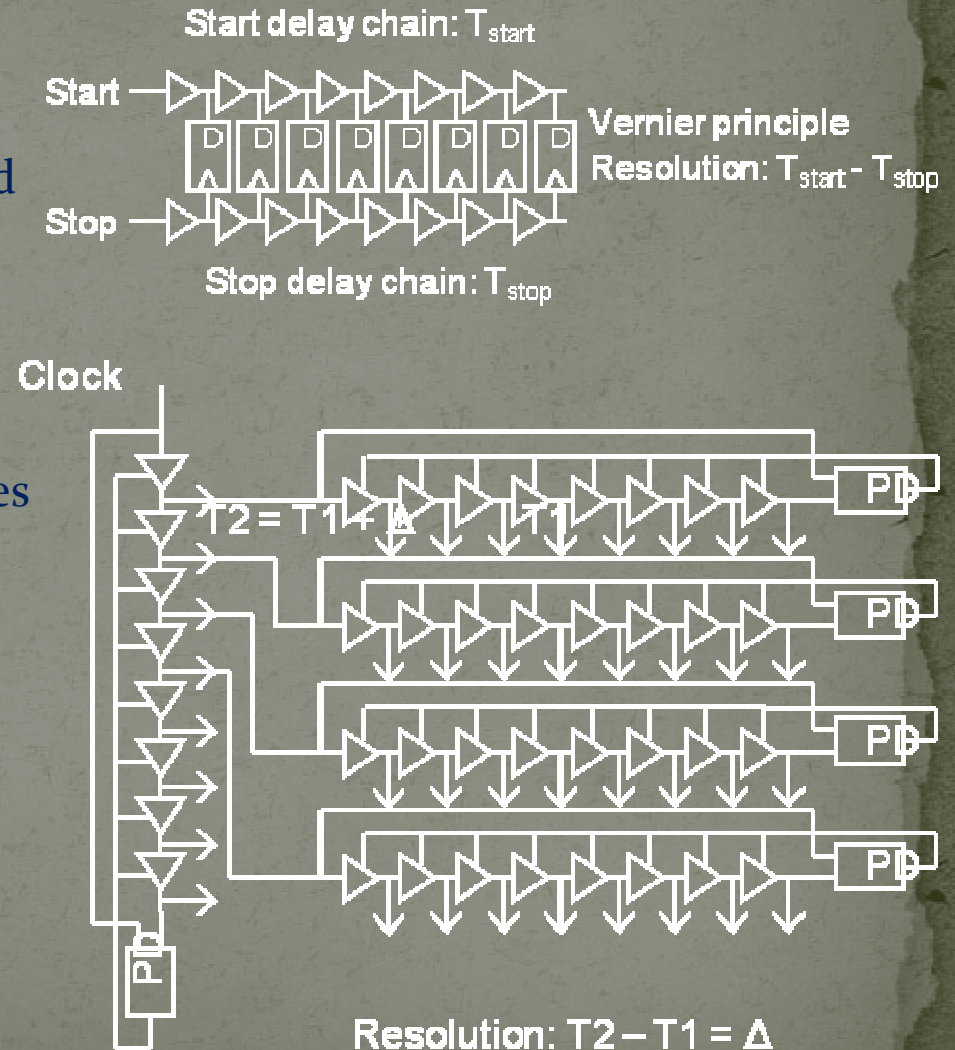 Start delay chain: Tstart
Start
D D D D D D D D
Vernier principle
Resolution: Tstart - Tstop
d
Stop
Stop delay chain: Tstop
Clock
es
PD
T2 = T1 + Δ
T1
PD
PD
PD
PD
Resolution: T2 – T1 = Δ